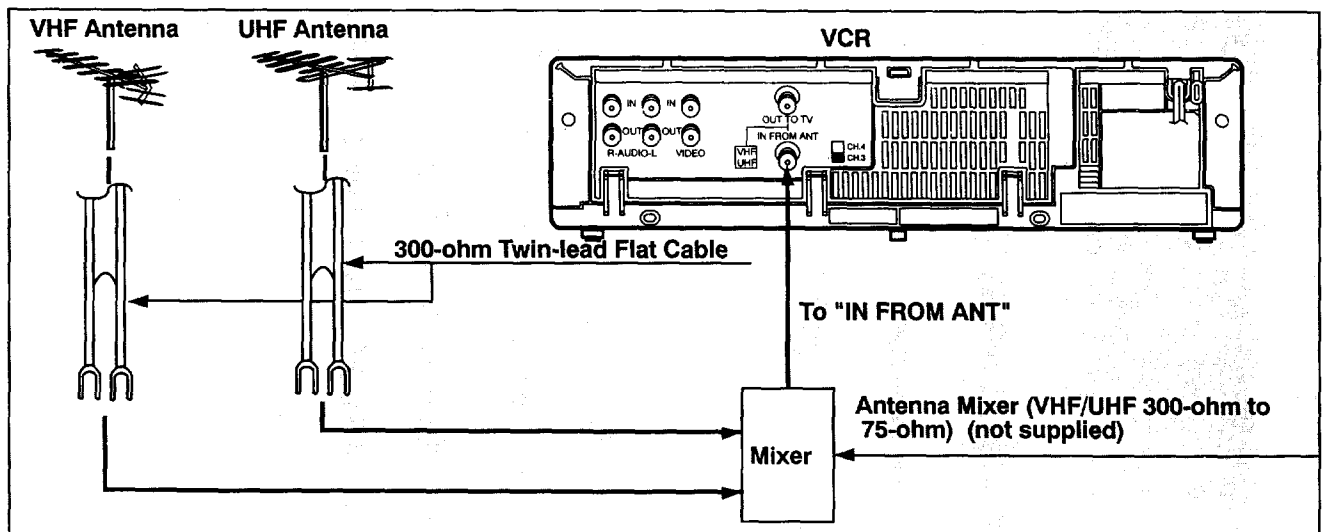 VHF Antenna
UHF Antenna
VCR
IN IN
OUT TO TV
OUT OUT
IN FROM ANT
R-AUDIO-L VIDEO
VHF
UHF
CH.4
CH.3
300-ohm Twin-lead Flat Cable
To "IN FROM ANT"
Antenna Mixer (VHF/UHF 300-ohm to
75-ohm) (not supplied)
Mixer